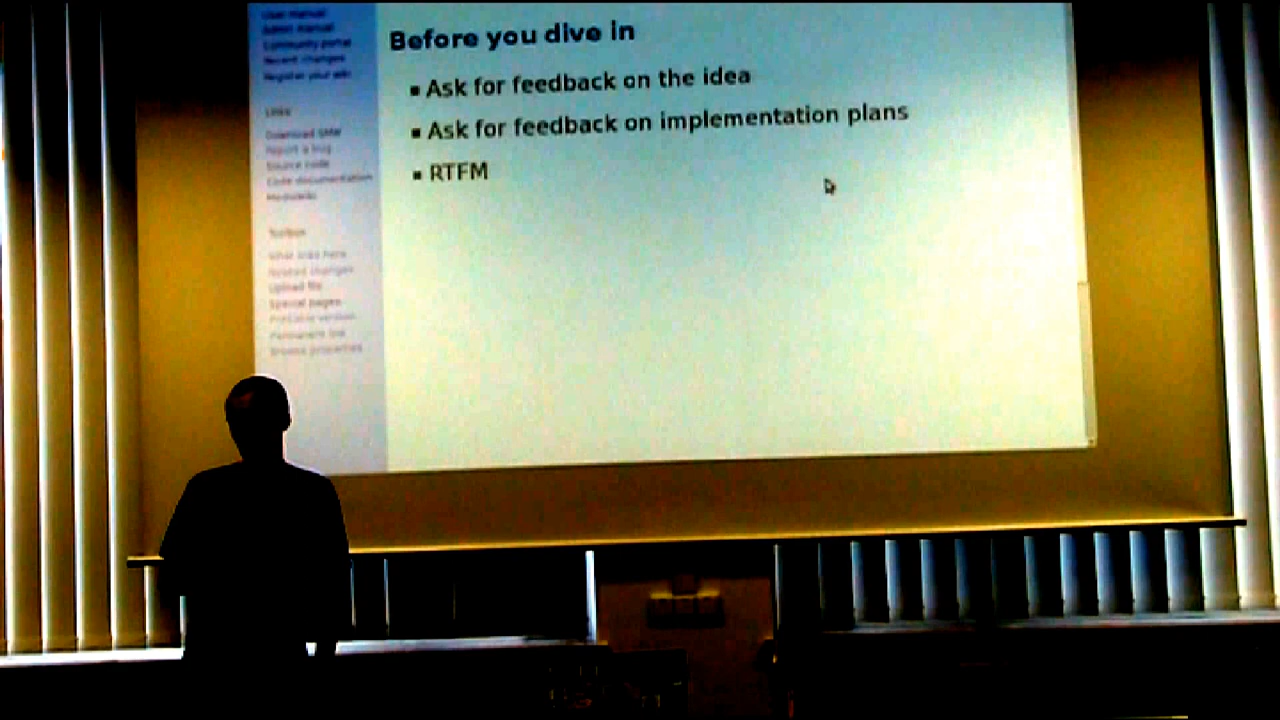 User manual
Admin manual
Community portal
Recent changes
Register your wiki
Links
Download SMW
Report a bug
Source code
Code documentation
MediaWiki
Toolbox
What links here
Related changes
Upload file
Special pages
Printable version
Permanent link
Browse properties
Before you dive in
Ask for feedback on the idea
Ask for feedback on implementation plans
RTFM